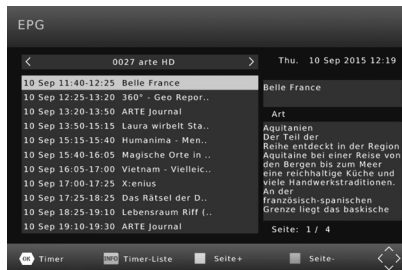 EPG
0027 arte HD
Thu. 10 Sep 2015 12:19
10 Sep 11:40-12:25 Belle France
10 Sep 12:25-13:20 360° - Geo Repor..
10 Sep 13:20-13:50 ARTE Journal
10 Sep 13:50-15:15 Laura wirbelt Sta..
10 Sep 15:15-15:40 Humanima - Men..
10 Sep 15:40-16:05 Magische Orte in ..
10 Sep 16:05-17:00 Vietnam - Vielleic..
10 Sep 17:00-17:25 X:enius
10 Sep 17:25-18:25 Das Rätsel der D..
10 Sep 18:25-19:10 Lebensraum Riff (..
10 Sep 19:10-19:30 ARTE Journal
Belle France
Art
Aquitanien
Der Teil der
Reihe entdeckt in der Region
Aquitaine bei einer Reise von
den Bergen bis zum Meer
eine reichhaltige Küche und
viele Handwerkstraditionen.
An der
französisch-spanischen
Grenze liegt das baskische
Seite: 1 / 4
OK Timer INFO Timer-Liste Seite+ Seite-